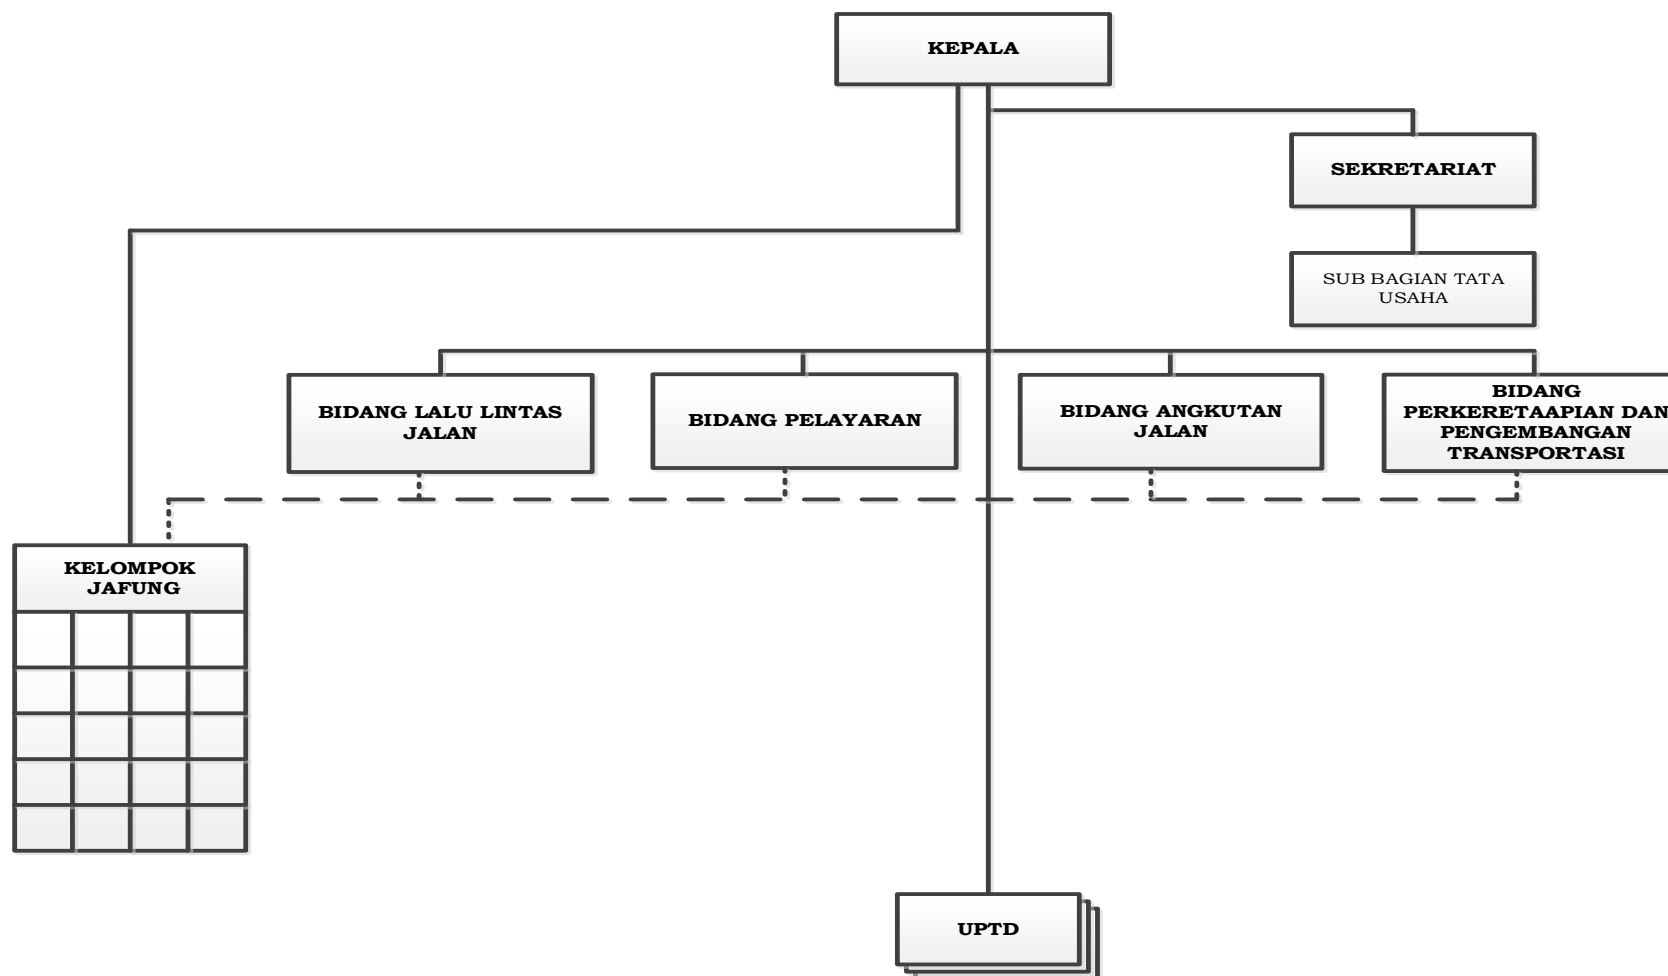 KEPALA
SEKRETARIAT
SUB BAGIAN TATA
USAHA
BIDANG LALU LINTAS
JALAN
BIDANG PELAYARAN
BIDANG ANGKUTAN
JALAN
BIDANG
PERKERETAAPIAN DAN
PENGEMBANGAN
TRANSPORTASI
KELOMPOK
JAFUNG
UPTD